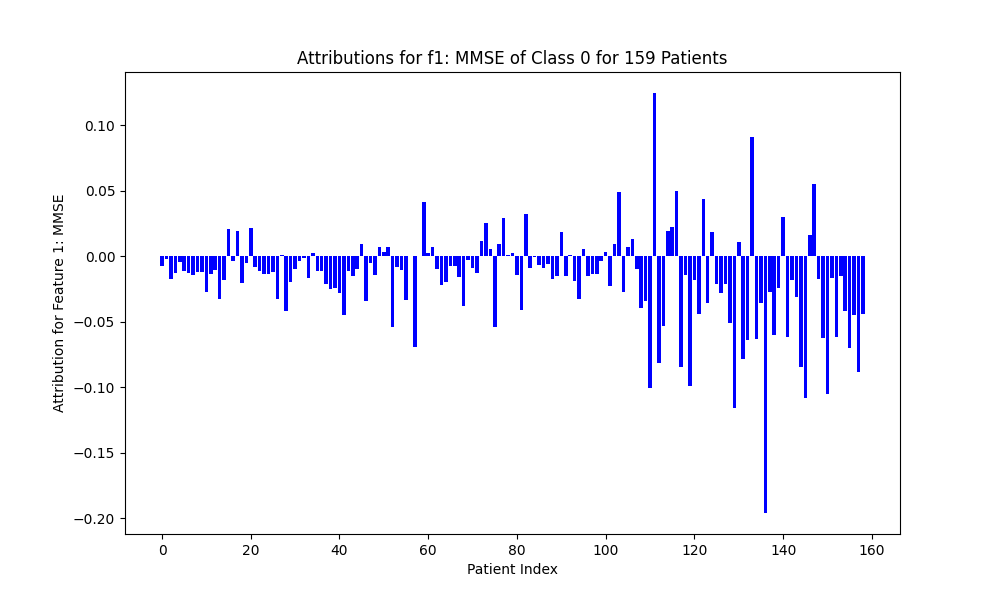 Attributions for f1: MMSE of Class 0 for 159 Patients
Attribution for Feature 1: MMSE
0.10
0.05
0.00
−0.05
−0.10
−0.15
−0.20
0 20 40 60 80 100 120 140 160
Patient Index